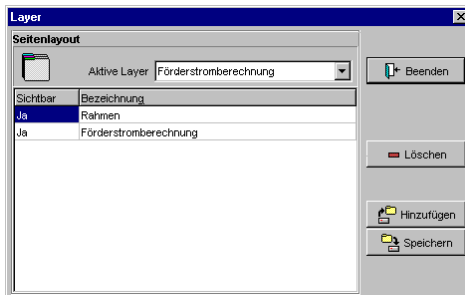 Layer
Seitenlayout
Aktive Layer Förderstromberechnung
Beenden
Sichtbar Bezeichnung
Ja Rahmen
Ja Förderstromberechnung
Löschen
Hinzufügen
Speichern